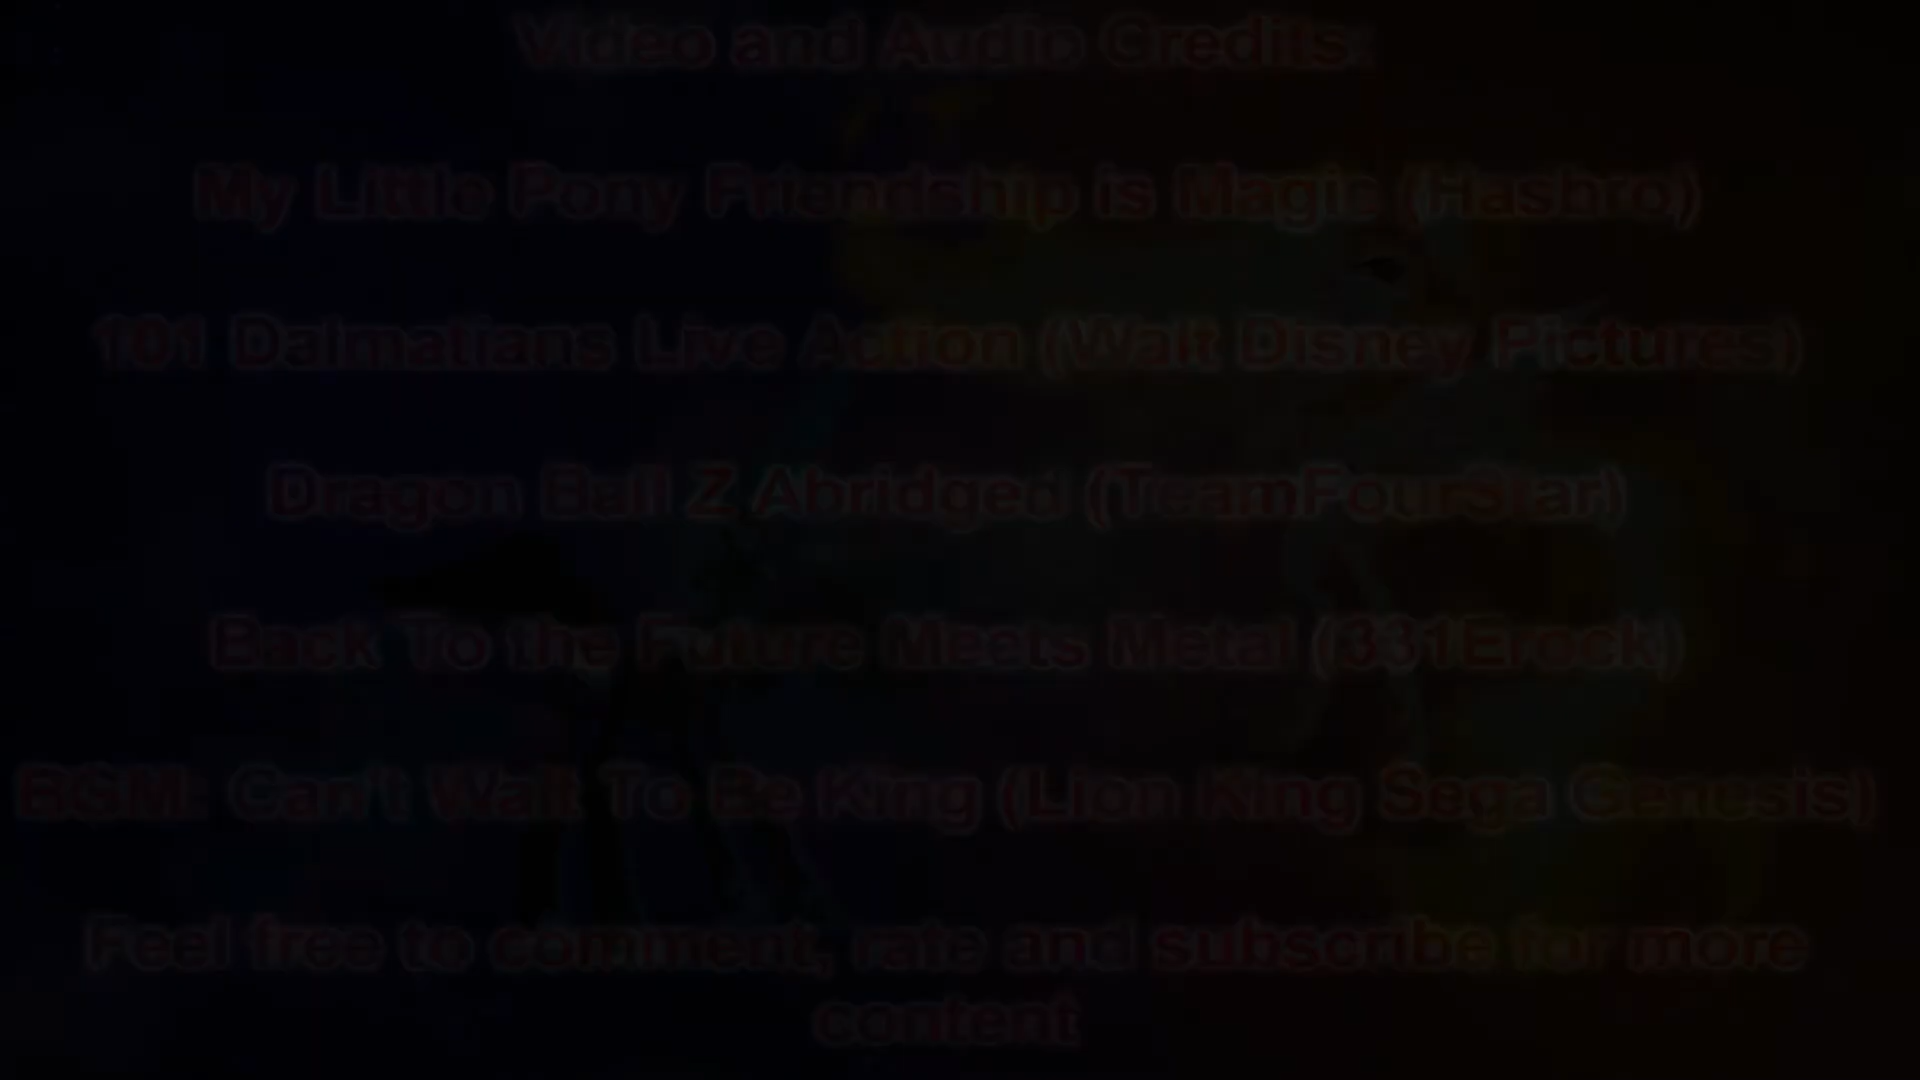 Video and Audio Credits:
My Little Pony Friendship is Magic (Hasbro)
101 Dalmatians Live Action (Walt Disney Pictures)
Dragon Ball Z Abridged (TeamFourStar)
Back To the Future Meets Metal (331Erock)
BGM: Can't Wait To Be King (Lion King Sega Genesis)
Feel free to comment, rate and subscribe for more
content